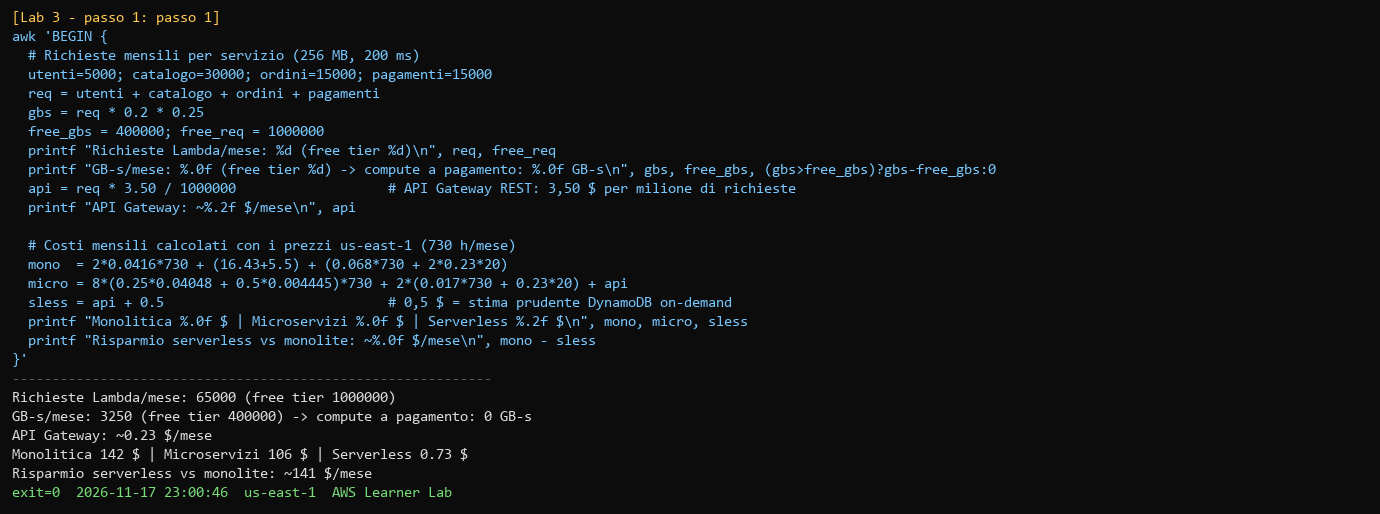 [Lab 3 - passo 1: passo 1]
awk 'BEGIN {
  # Richieste mensili per servizio (256 MB, 200 ms)
  utenti=5000; catalogo=30000; ordini=15000; pagamenti=15000
  req = utenti + catalogo + ordini + pagamenti
  gbs = req * 0.2 * 0.25
  free_gbs = 400000; free_req = 1000000
  printf "Richieste Lambda/mese: %d (free tier %d)\n", req, free_req
  printf "GB-s/mese: %.0f (free tier %d) -> compute a pagamento: %.0f GB-s\n", gbs, free_gbs, (gbs>free_gbs)?gbs-free_gbs:0
  api = req * 3.50 / 1000000                   # API Gateway REST: 3,50 $ per milione di richieste
  printf "API Gateway: ~%.2f $/mese\n", api

  # Costi mensili calcolati con i prezzi us-east-1 (730 h/mese)
  mono  = 2*0.0416*730 + (16.43+5.5) + (0.068*730 + 2*0.23*20)
  micro = 8*(0.25*0.04048 + 0.5*0.004445)*730 + 2*(0.017*730 + 0.23*20) + api
  sless = api + 0.5                            # 0,5 $ = stima prudente DynamoDB on-demand
  printf "Monolitica %.0f $ | Microservizi %.0f $ | Serverless %.2f $\n", mono, micro, sless
  printf "Risparmio serverless vs monolite: ~%.0f $/mese\n", mono - sless
}'
------------------------------------------------------------
Richieste Lambda/mese: 65000 (free tier 1000000)
GB-s/mese: 3250 (free tier 400000) -> compute a pagamento: 0 GB-s
API Gateway: ~0.23 $/mese
Monolitica 142 $ | Microservizi 106 $ | Serverless 0.73 $
Risparmio serverless vs monolite: ~141 $/mese
exit=0  2026-11-17 23:00:46  us-east-1  AWS Learner Lab